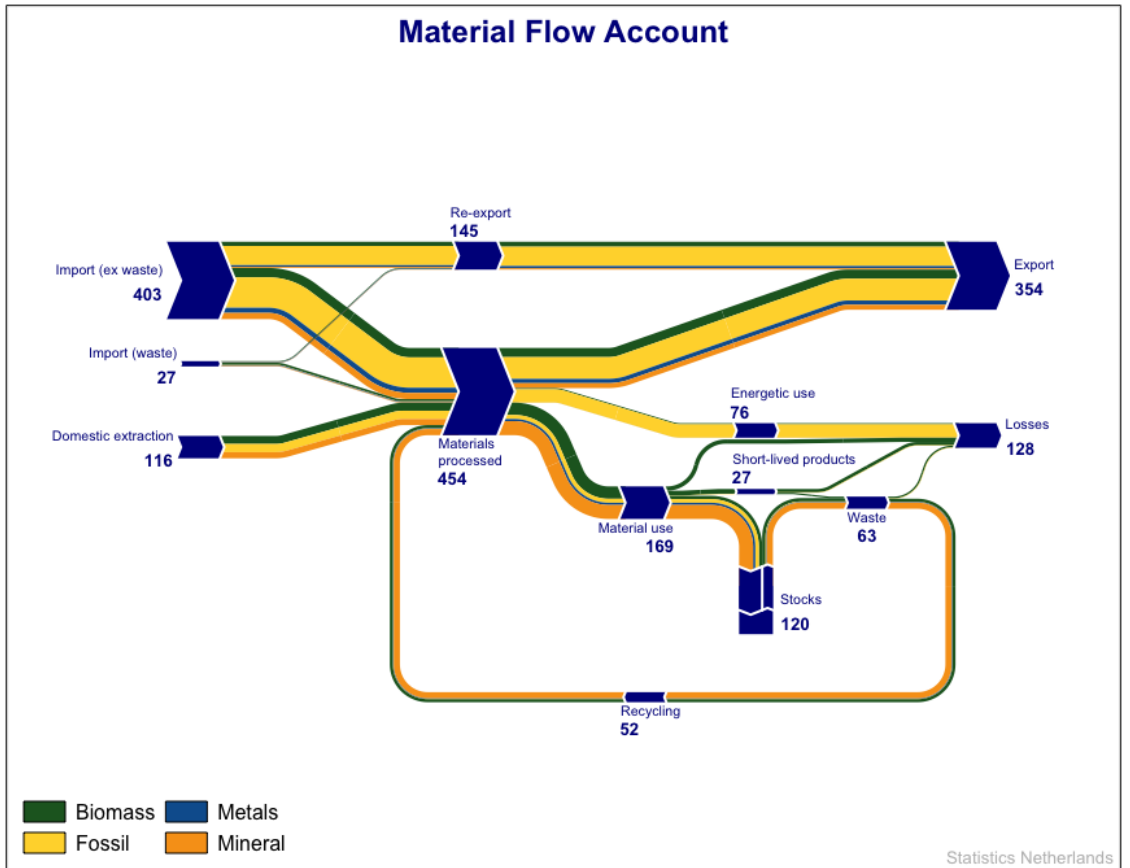 Material Flow Account
Re-export
145
Import (ex waste)
403
Export
354
Import (waste)
27
Energetic use
76
Domestic extraction
116
Losses
128
Materials
processed
454
Short-lived products
27
Material use
169
Waste
63
Stocks
120
Recycling
52
Biomass
Metals
Fossil
Mineral
Statistics Netherlands